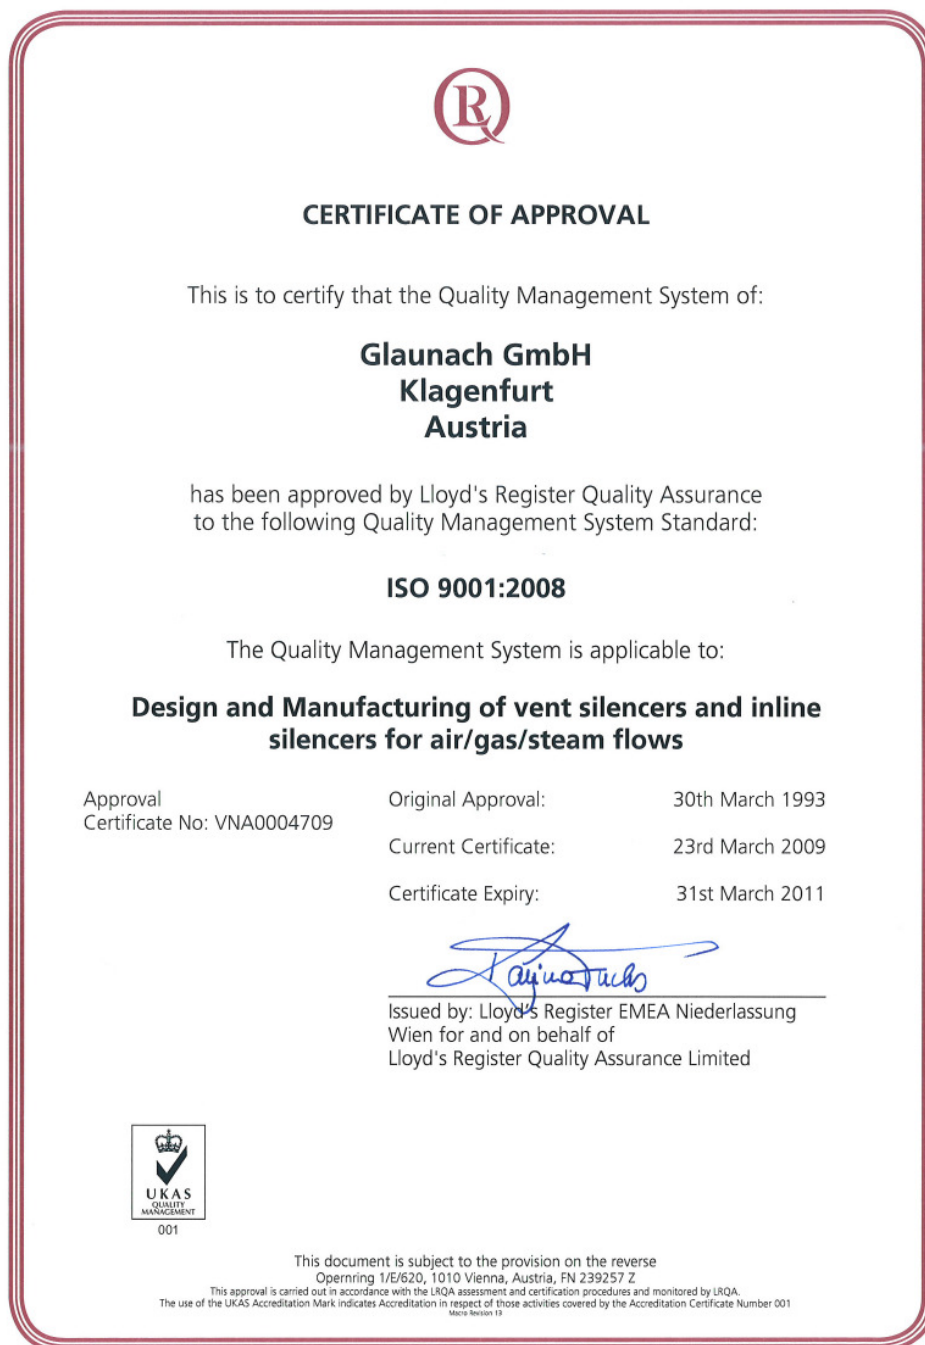 LRQ
CERTIFICATE OF APPROVAL
This is to certify that the Quality Management System of:
Glaunach GmbH
Klagenfurt
Austria
has been approved by Lloyd's Register Quality Assurance
to the following Quality Management System Standard:
ISO 9001:2008
The Quality Management System is applicable to:
Design and Manufacturing of vent silencers and inline
silencers for air/gas/steam flows
Approval
Certificate No: VNA0004709
Original Approval: 30th March 1993
Current Certificate: 23rd March 2009
Certificate Expiry: 31st March 2011
Issued by: Lloyd's Register EMEA Niederlassung
Wien for and on behalf of
Lloyd's Register Quality Assurance Limited
UKAS
QUALITY
MANAGEMENT
001
This document is subject to the provision on the reverse
Opernring 1/E/620, 1010 Vienna, Austria, FN 239257 Z
This approval is carried out in accordance with the LRQA assessment and certification procedures and monitored by LRQA.
The use of the UKAS Accreditation Mark indicates Accreditation in respect of those activities covered by the Accreditation Certificate Number 001
Macro Revision 13